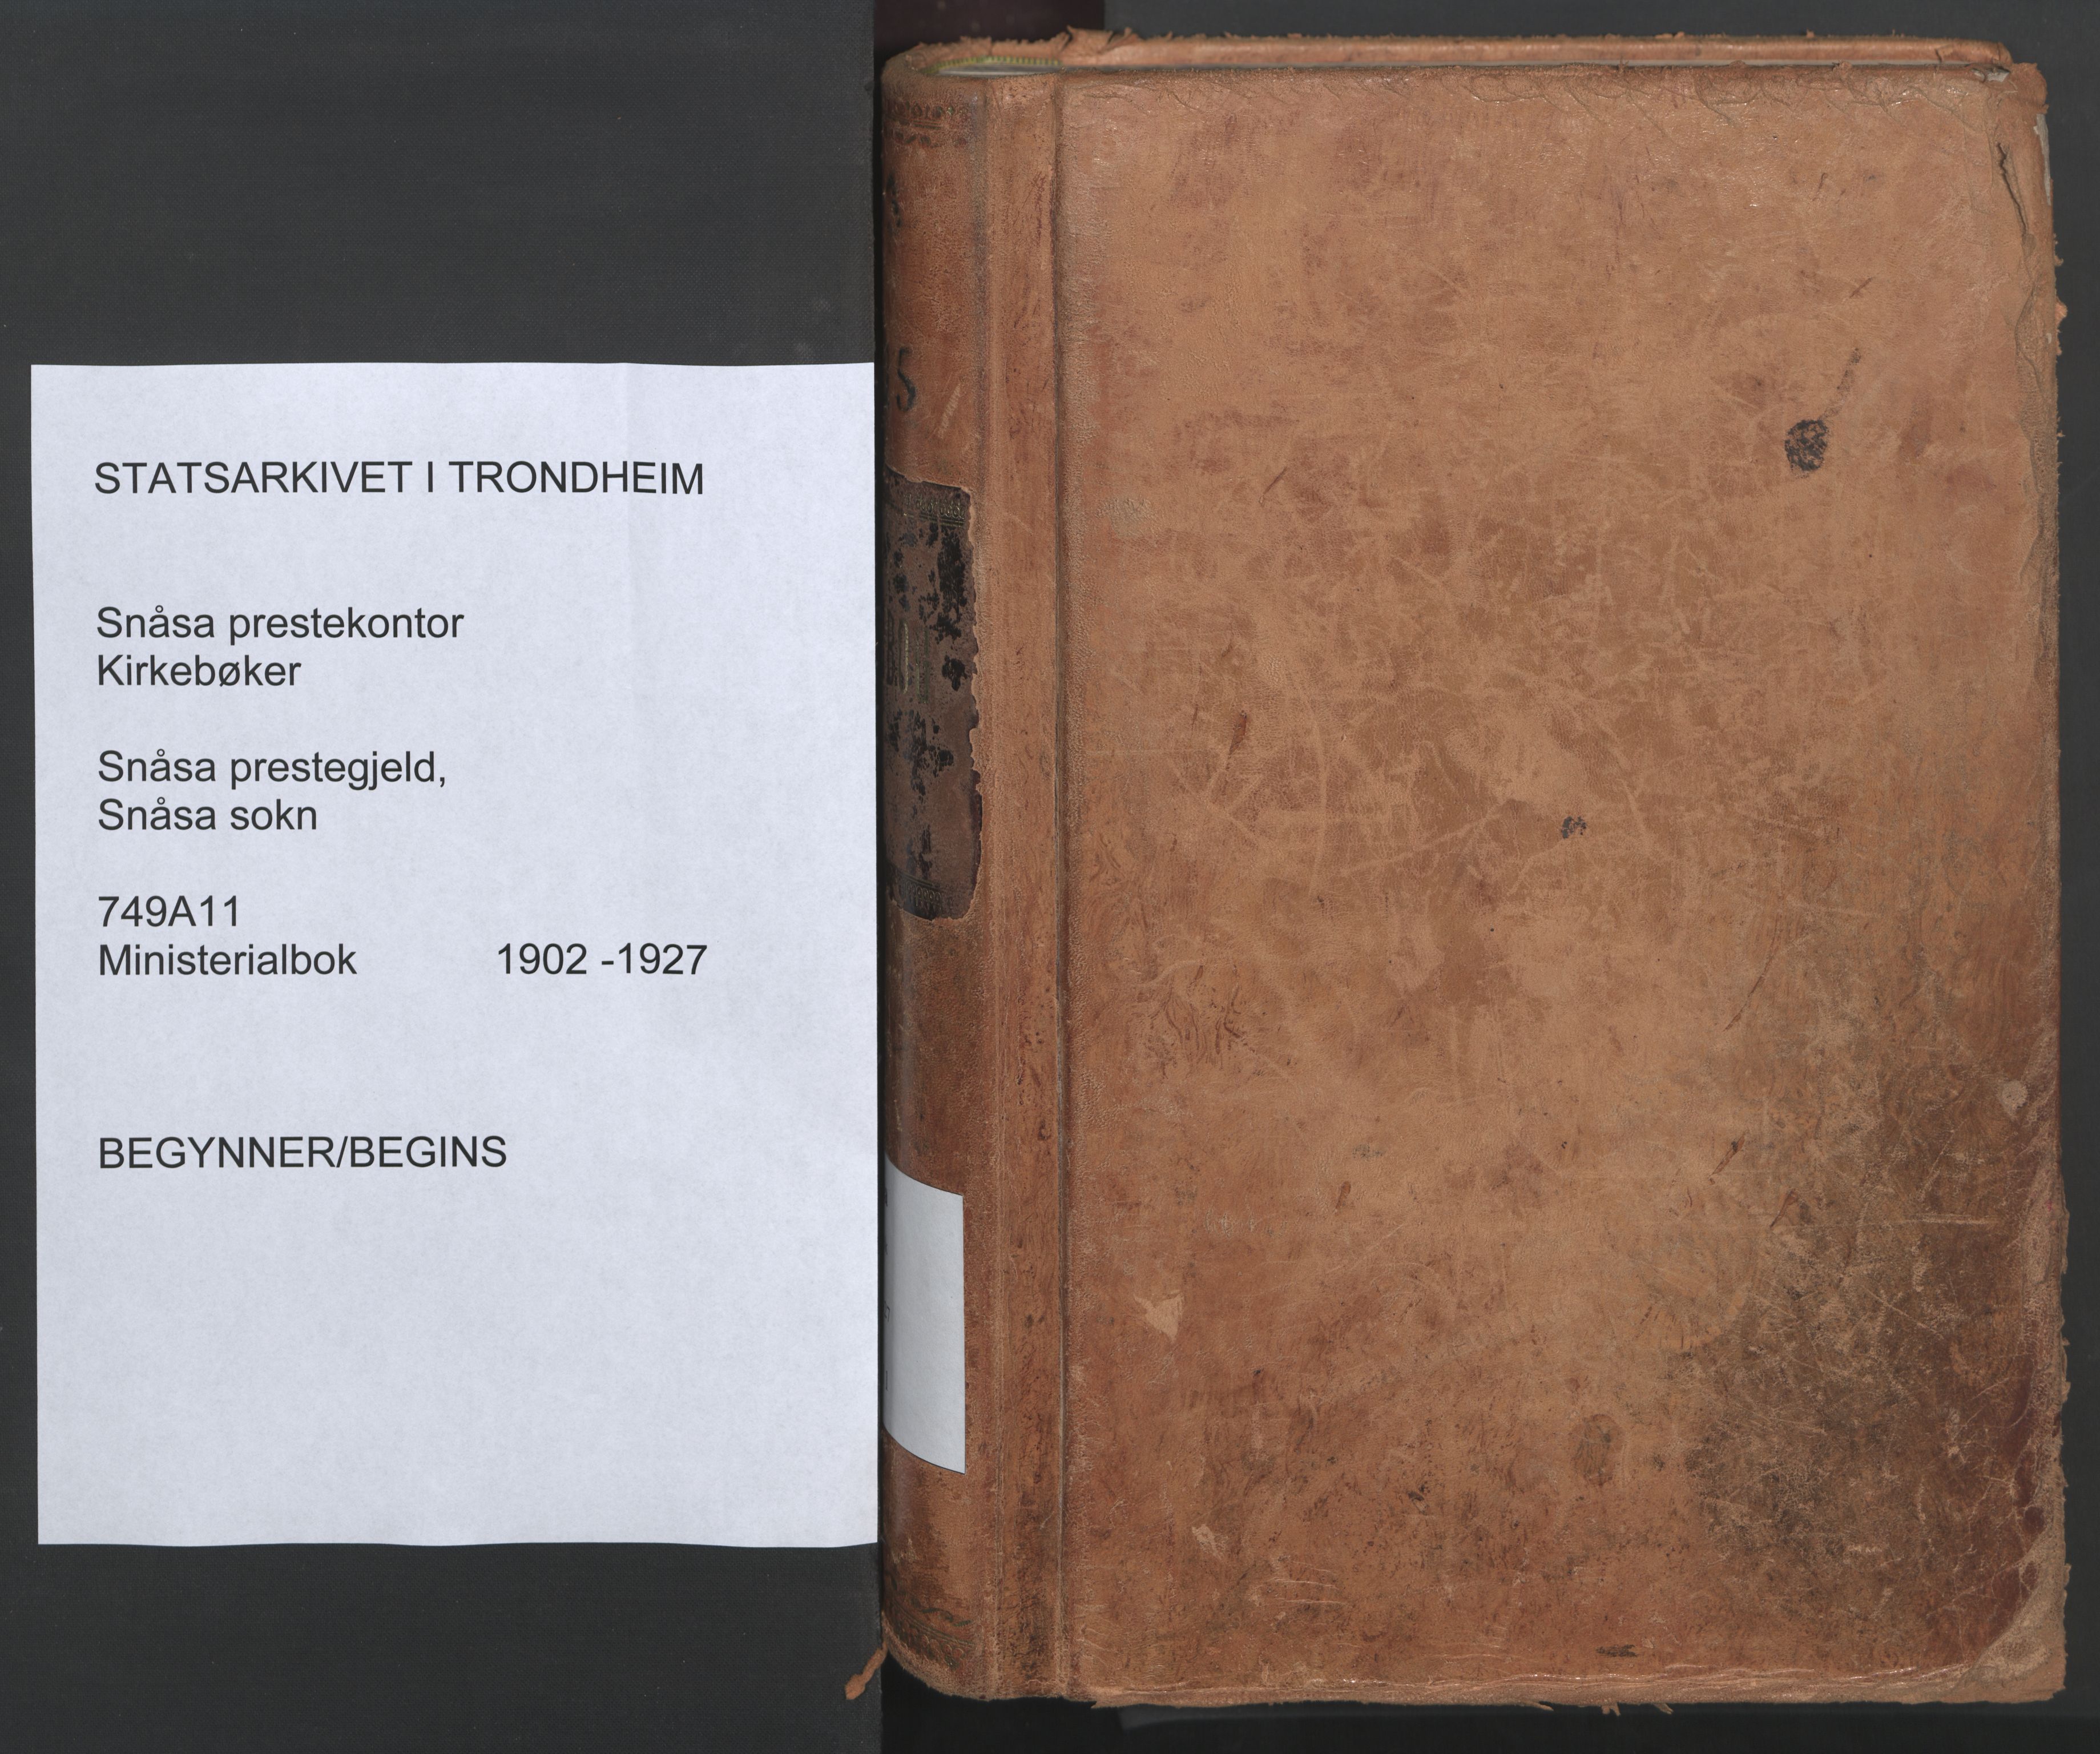 STATSARKIVET I TRONDHEIM
Snåsa prestekontor
Kirkebøker
Snåsa prestegjeld,
Snåsa sokn
749A11
Ministerialbok 1902 -1927
BEGYNNER/BEGINS